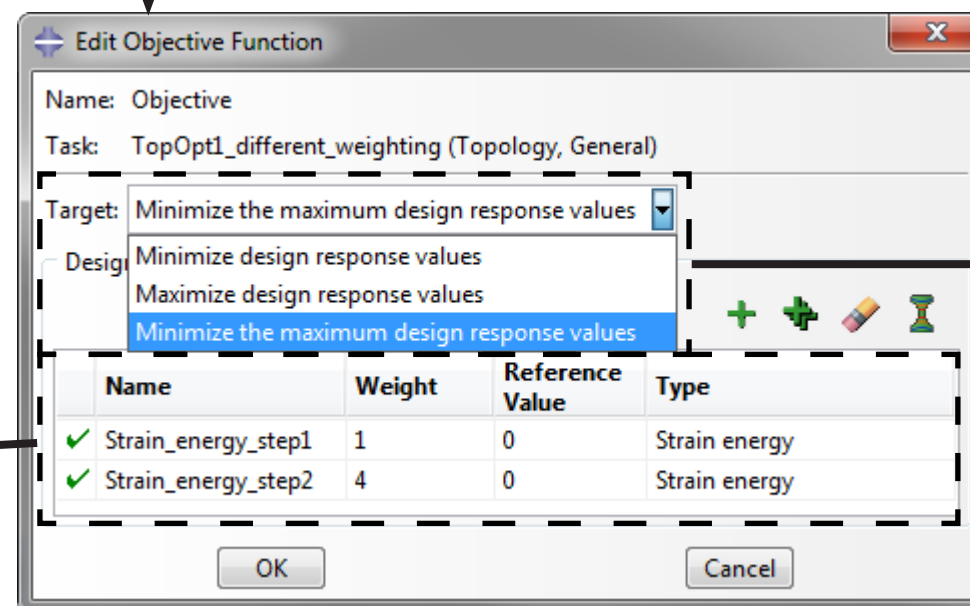 Edit Objective Function
X
Name: Objective
Task: TopOpt1_different_weighting (Topology, General)
Target: Minimize the maximum design response values
Minimize design response values
Maximize design response values
Minimize the maximum design response values
Name Weight Reference Value Type
Strain_energy_step1 1 0 Strain energy
Strain_energy_step2 4 0 Strain energy
OK Cancel